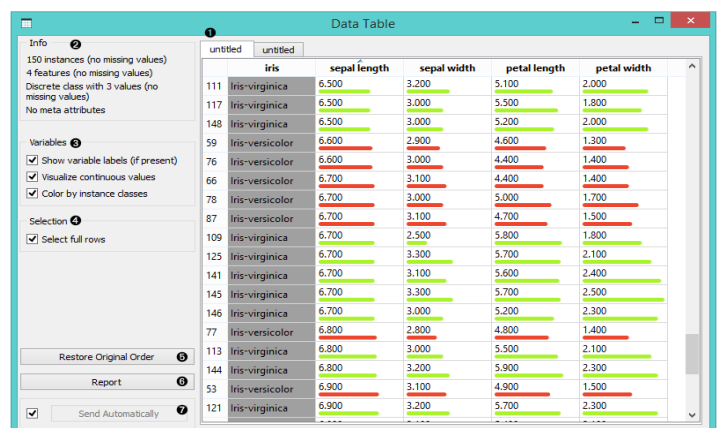 Data Table
1
Info 2
150 instances (no missing values)
4 features (no missing values)
Discrete class with 3 values (no
missing values)
No meta attributes
Variables 3
Show variable labels (if present)
Visualize continuous values
Color by instance classes
Selection 4
Select full rows
Restore Original Order 5
Report 6
Send Automatically 7
untitled untitled
iris sepal length sepal width petal length petal width
111 Iris-virginica 6.500 3.200 5.100 2.000
117 Iris-virginica 6.500 3.000 5.500 1.800
148 Iris-virginica 6.500 3.000 5.200 2.000
59 Iris-versicolor 6.600 2.900 4.600 1.300
76 Iris-versicolor 6.600 3.000 4.400 1.400
66 Iris-versicolor 6.700 3.100 4.400 1.400
78 Iris-versicolor 6.700 3.000 5.000 1.700
87 Iris-versicolor 6.700 3.100 4.700 1.500
109 Iris-virginica 6.700 2.500 5.800 1.800
125 Iris-virginica 6.700 3.300 5.700 2.100
141 Iris-virginica 6.700 3.100 5.600 2.400
145 Iris-virginica 6.700 3.300 5.700 2.500
146 Iris-virginica 6.700 3.000 5.200 2.300
77 Iris-versicolor 6.800 2.800 4.800 1.400
113 Iris-virginica 6.800 3.000 5.500 2.100
144 Iris-virginica 6.800 3.200 5.900 2.300
53 Iris-versicolor 6.900 3.100 4.900 1.500
121 Iris-virginica 6.900 3.200 5.700 2.300